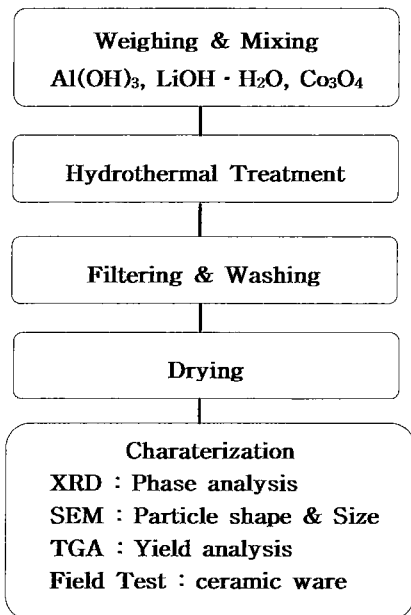 Weighing & Mixing
Al(OH)₃, LiOH · H₂O, Co₃O₄
Hydrothermal Treatment
Filtering & Washing
Drying
Charaterization
XRD : Phase analysis
SEM : Particle shape & Size
TGA : Yield analysis
Field Test : ceramic ware